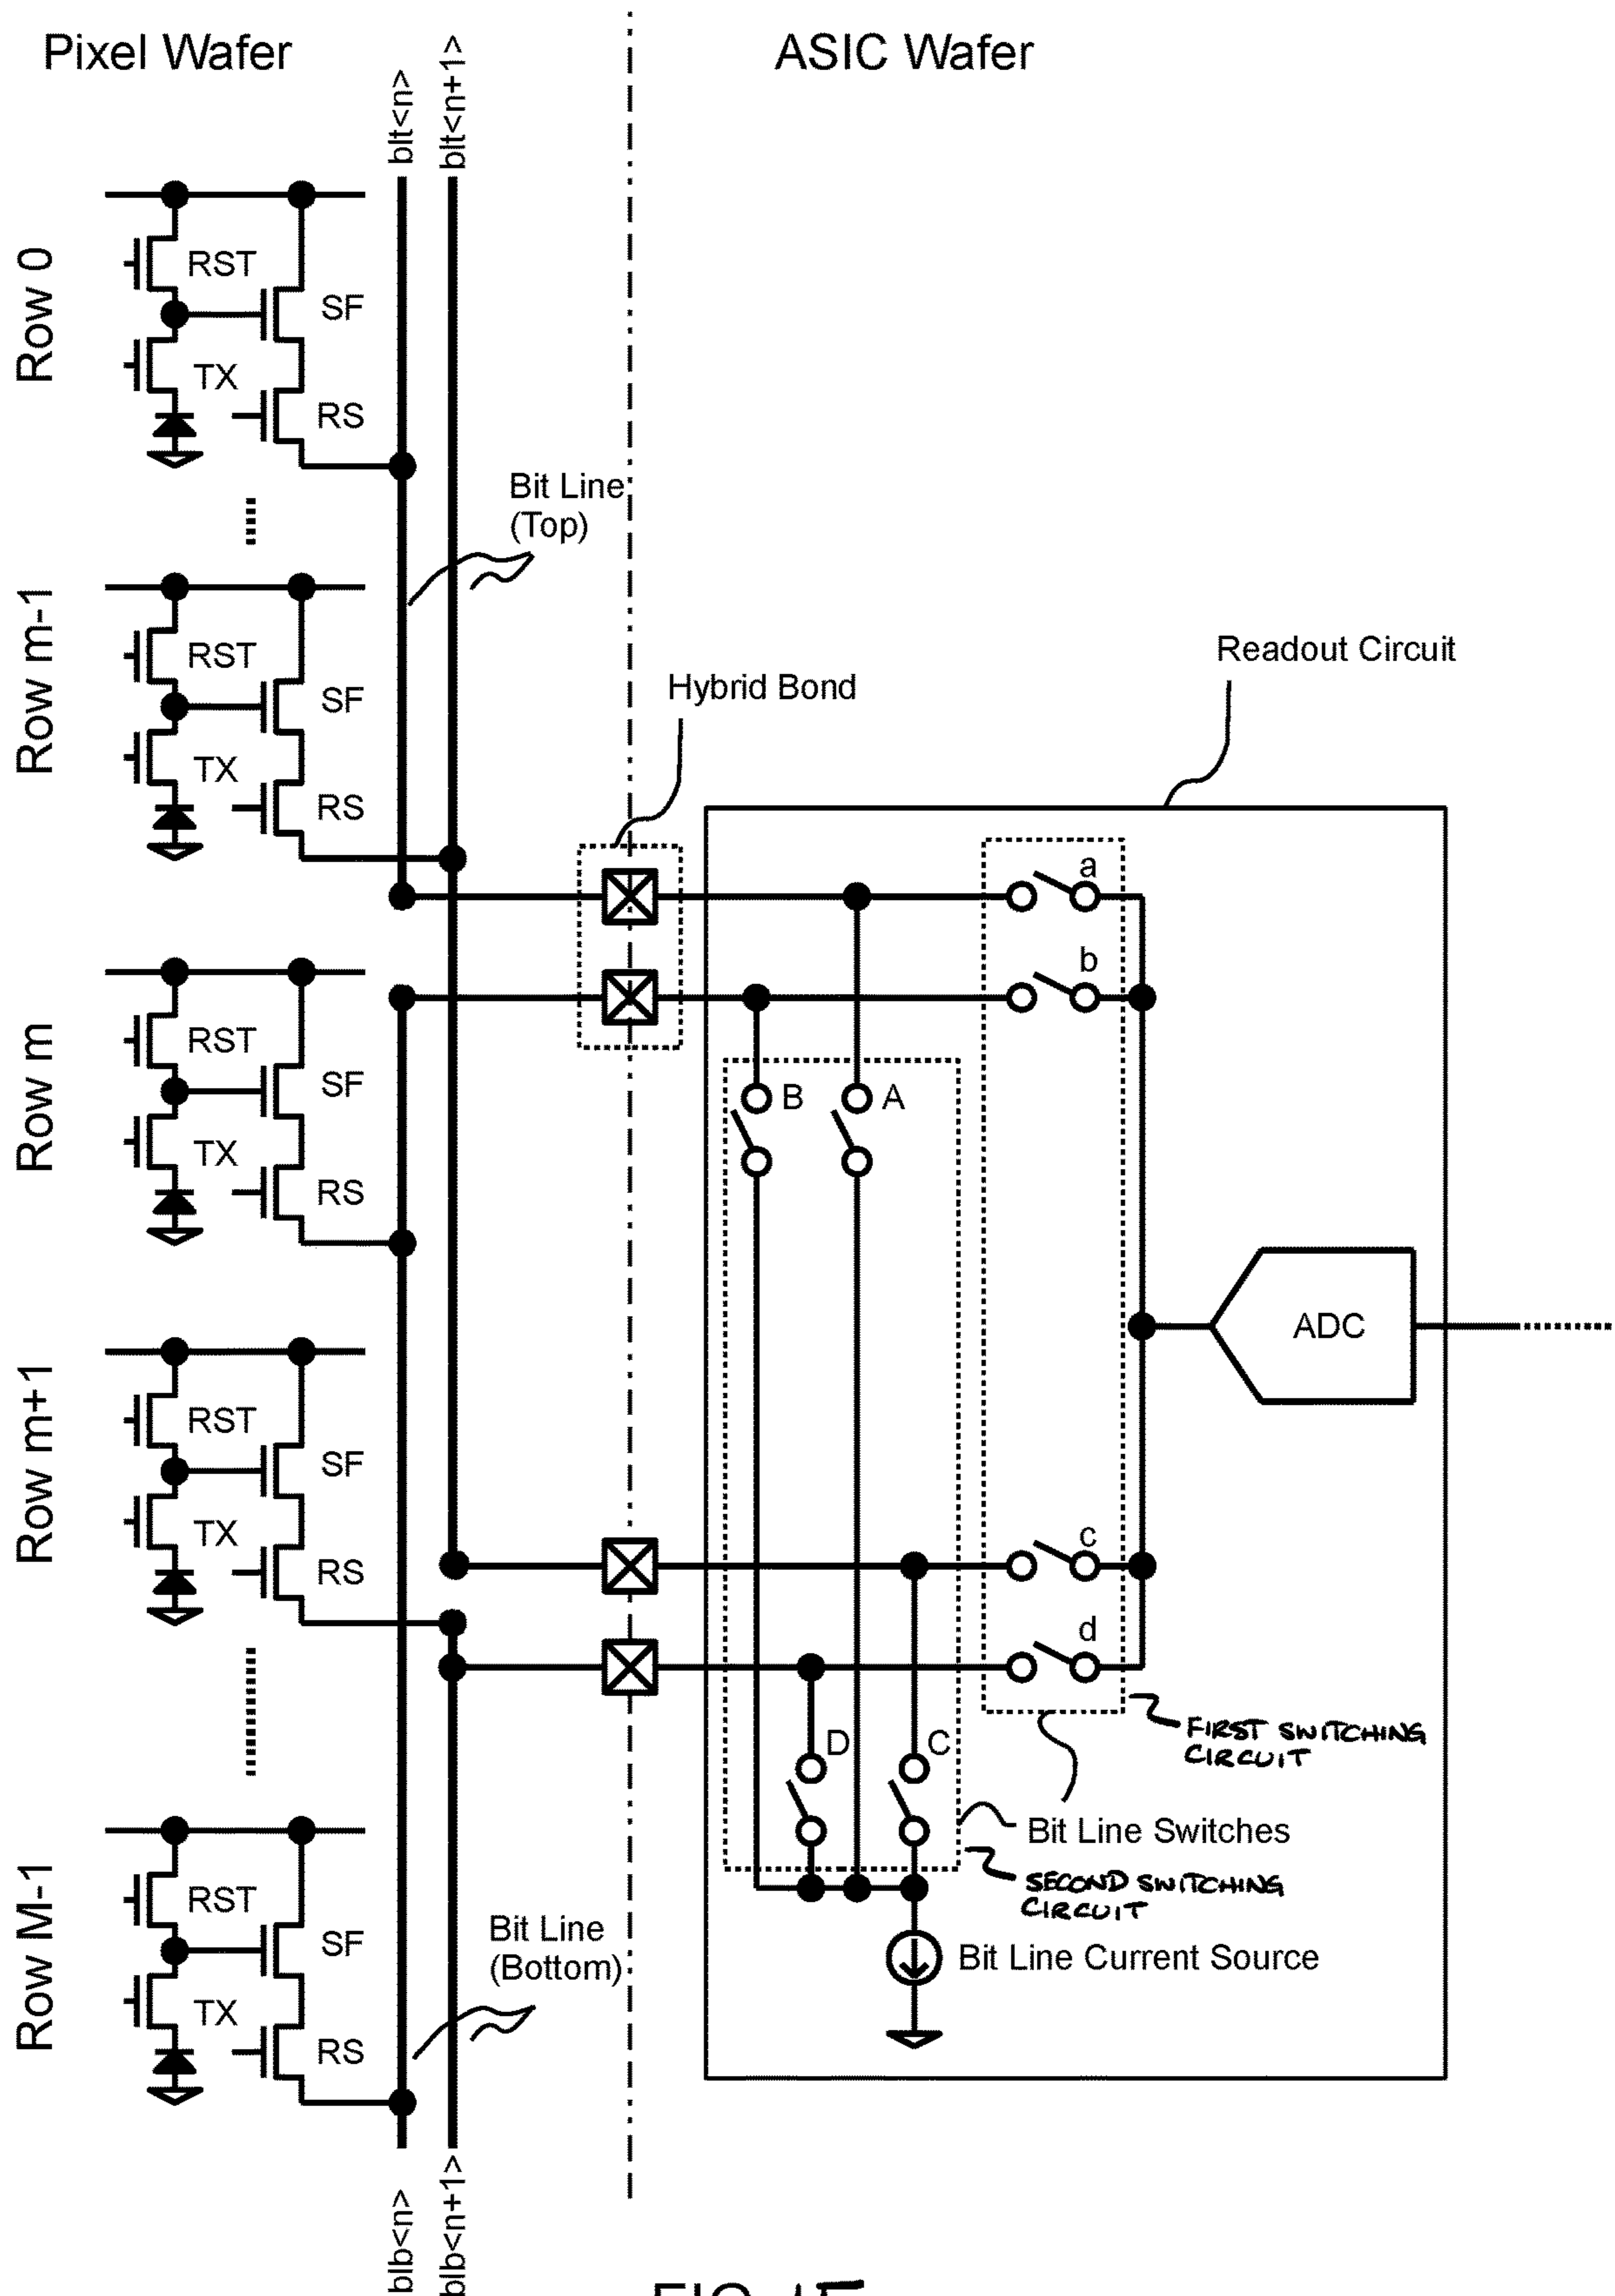 Pixel Wafer
ASIC Wafer
blt<n>
blt<n+1>
Row 0
RST
SF
TX
RS
Bit Line
(Top)
Row m-1
RST
SF
TX
RS
Hybrid Bond
Readout Circuit
a
b
Row m
RST
SF
TX
RS
B
A
ADC
Row m+1
RST
SF
TX
RS
c
d
D
C
FIRST SWITCHING
CIRCUIT
Bit Line Switches
SECOND SWITCHING
CIRCUIT
Bit Line Current Source
Row M-1
RST
SF
TX
RS
Bit Line
(Bottom)
blb<n>
blb<n+1>